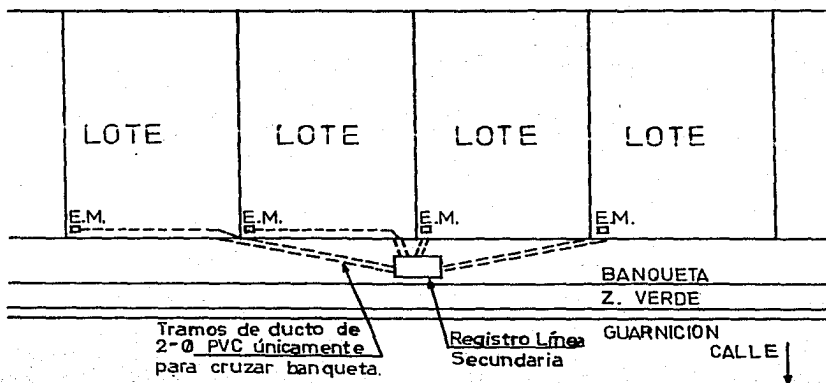 LOTE
LOTE
LOTE
LOTE
E.M.
E.M.
E.M.
E.M.
BANQUETA
Z. VERDE
GUARNICION
CALLE
Tramos de ducto de
2-Ø PVC únicamente
para cruzar banqueta.
Registro Línea
Secundaria